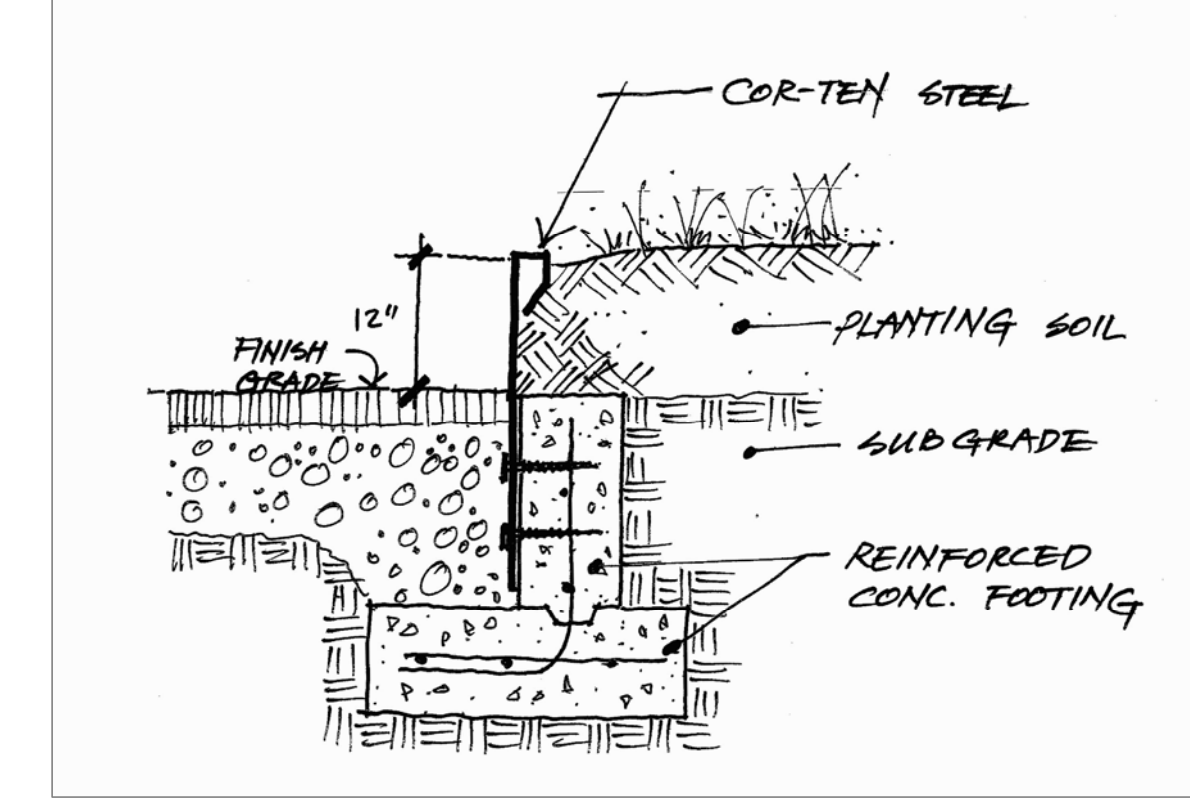 COR-TEN STEEL
12"
PLANTING SOIL
FINISH
GRADE
SUBGRADE
REINFORCED
CONC. FOOTING